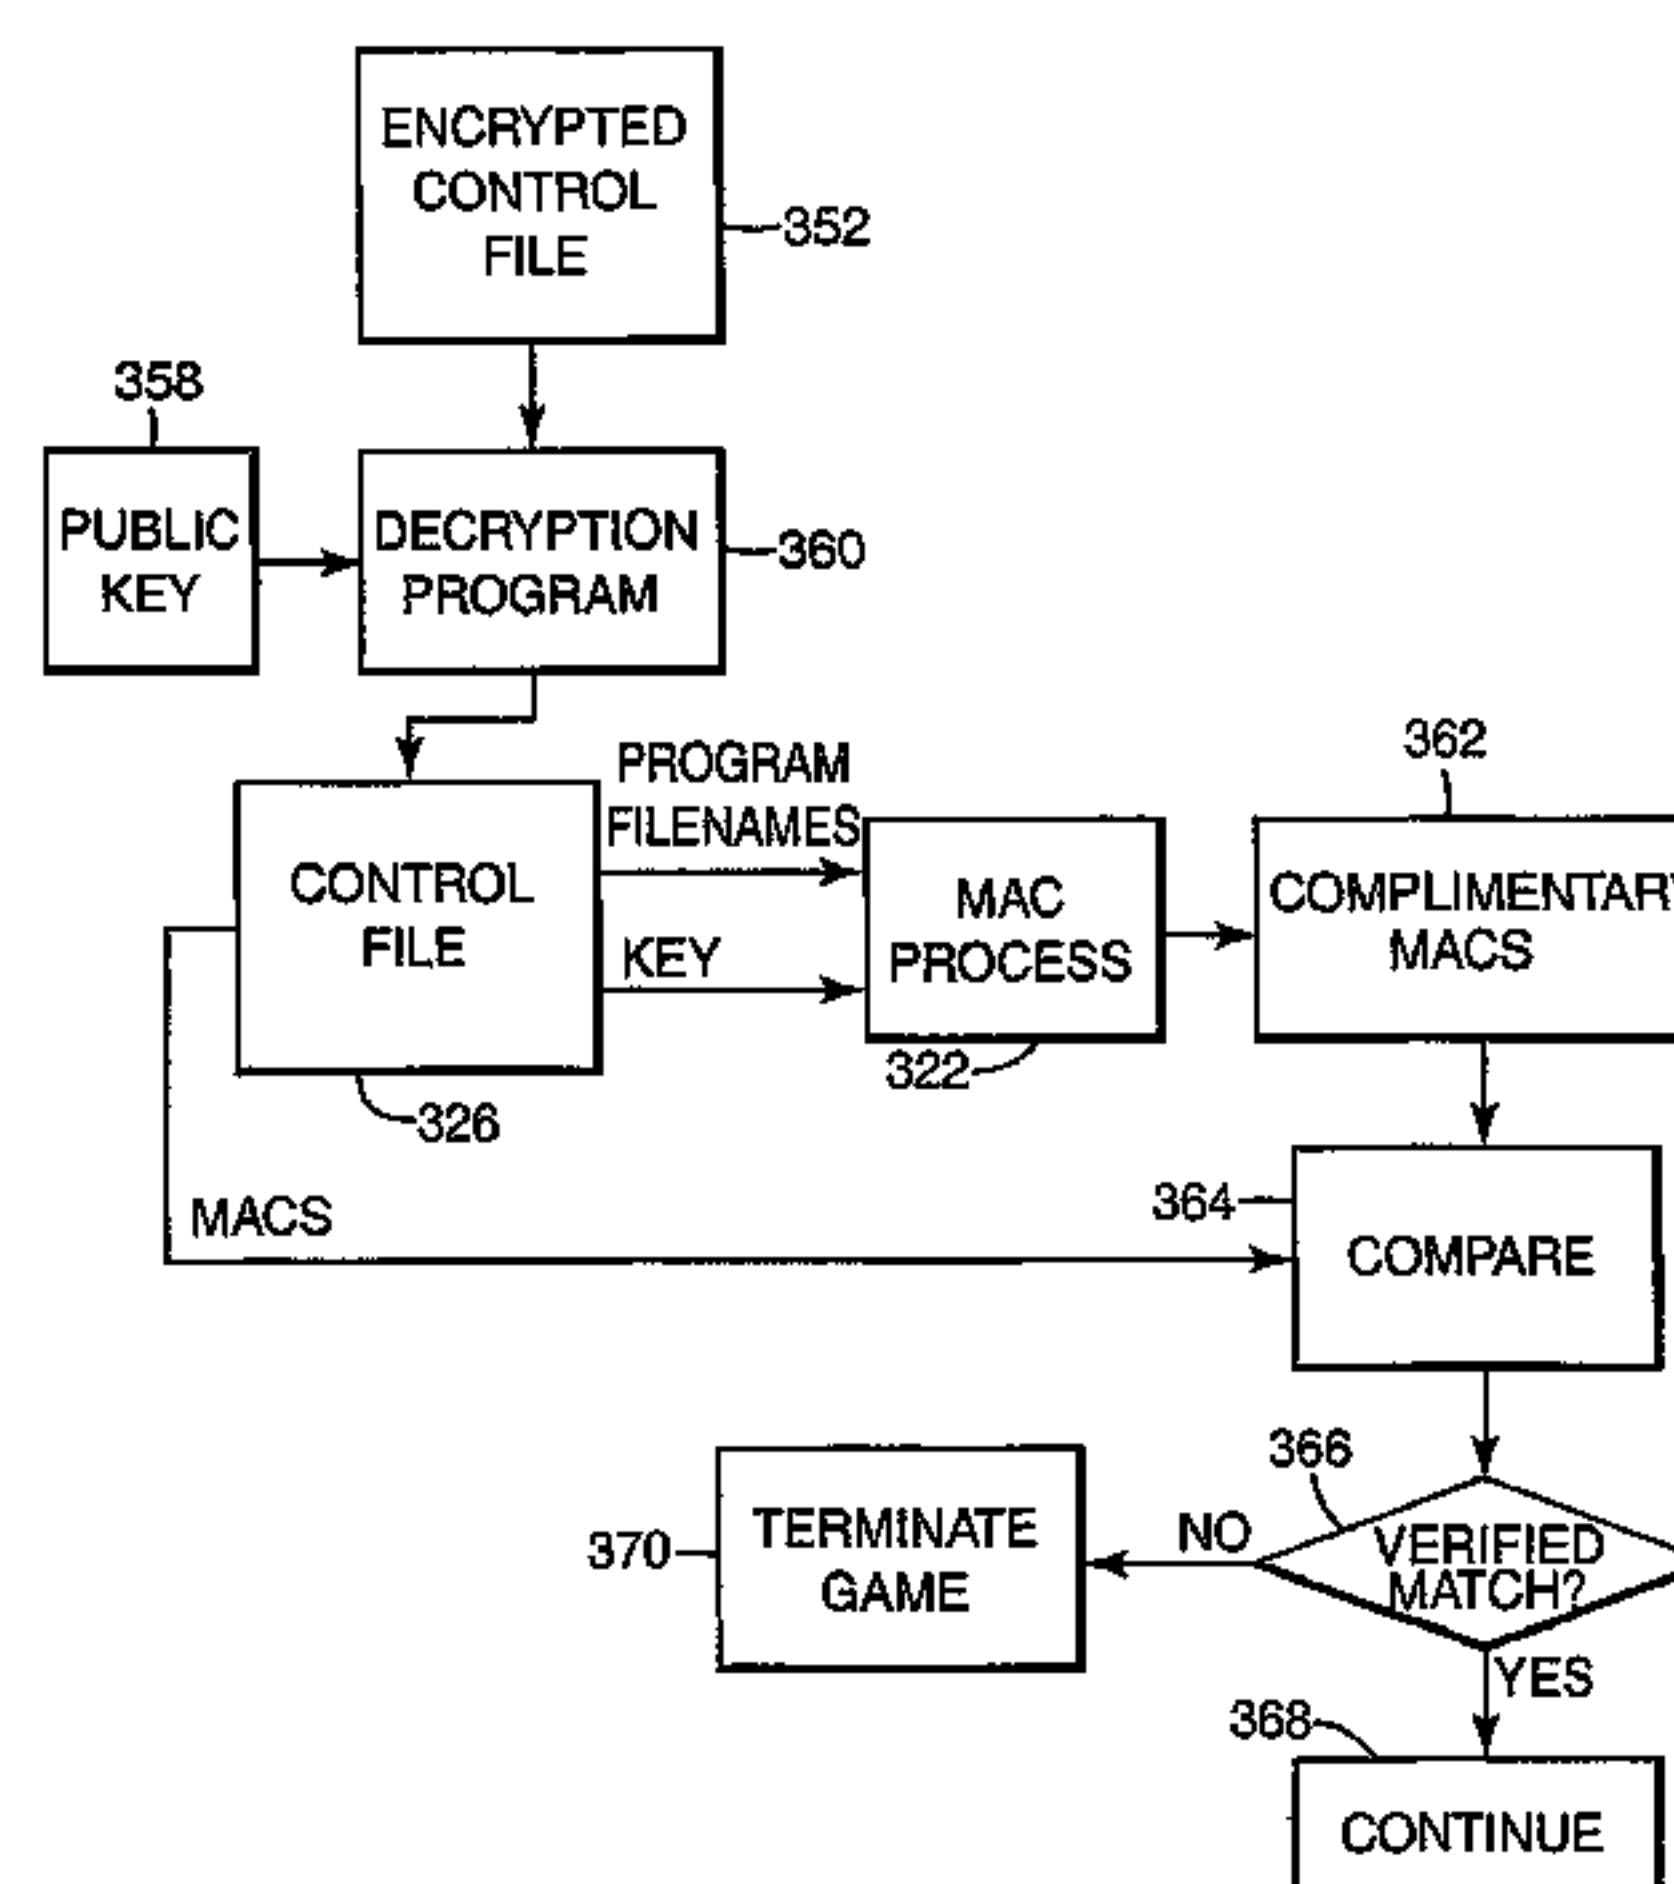 ENCRYPTED
CONTROL
FILE
352
358
PUBLIC
KEY
DECRYPTION
PROGRAM
360
PROGRAM
FILENAMES
KEY
CONTROL
FILE
326
MAC
PROCESS
322
362
COMPLIMENTARY
MACS
MACS
364
COMPARE
366
VERIFIED
MATCH?
NO
370
TERMINATE
GAME
YES
368
CONTINUE